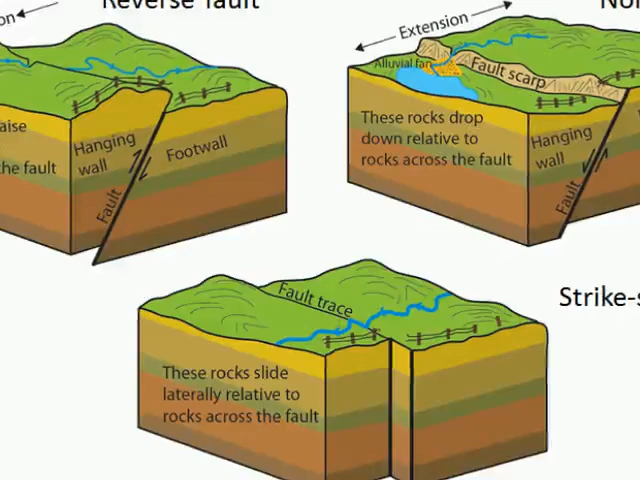 Reverse fault
Extension
Alluvial fan
Fault scarp
These rocks drop
down relative to
rocks across the fault
Hanging
wall
Footwall
Fault
he fault
Hanging
wall
Fault
Fault trace
Strike-s
These rocks slide
laterally relative to
rocks across the fault